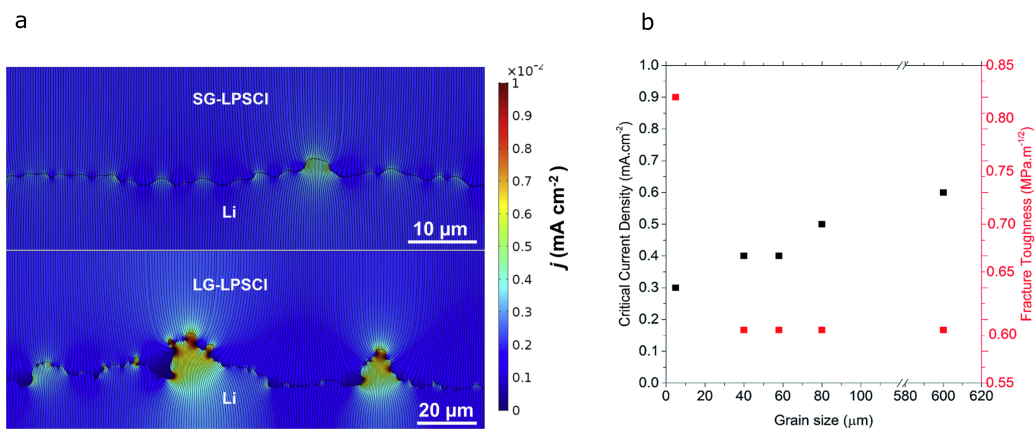 a
SG-LPSCl
Li
10 µm
LG-LPSCl
Li
20 µm
×10⁻²
1
0.9
0.8
0.7
0.6
0.5
0.4
0.3
0.2
0.1
0
j (mA cm⁻²)
b
Critical Current Density (mA.cm⁻²)
1.0
0.9
0.8
0.7
0.6
0.5
0.4
0.3
0.2
0.1
0.0
0 20 40 60 80 100 580 600 620
Grain size (µm)
0.85
0.80
0.75
0.70
0.65
0.60
0.55
Fracture Toughness (MPa.m⁻¹/²)